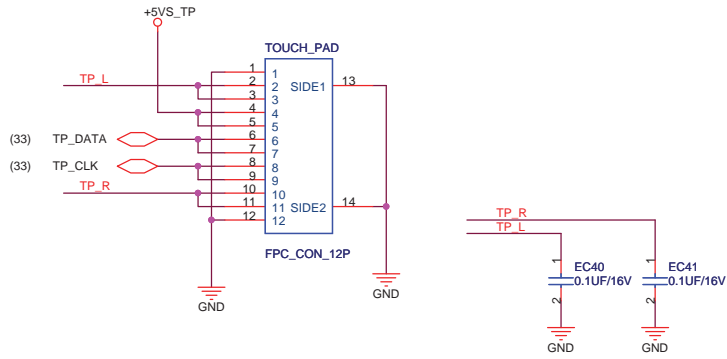 +5VS_TP
TOUCH_PAD
1 1
TP_L 2 2 SIDE1 13
3 3
4 4
5 5
(33) TP_DATA 6 6
7 7
(33) TP_CLK 8 8
9 9
TP_R 10 10
11 11 SIDE2 14
12 12
FPC_CON_12P
GND
GND
TP_R
TP_L
1 1
EC40 EC41
0.1UF/16V 0.1UF/16V
2 2
GND GND